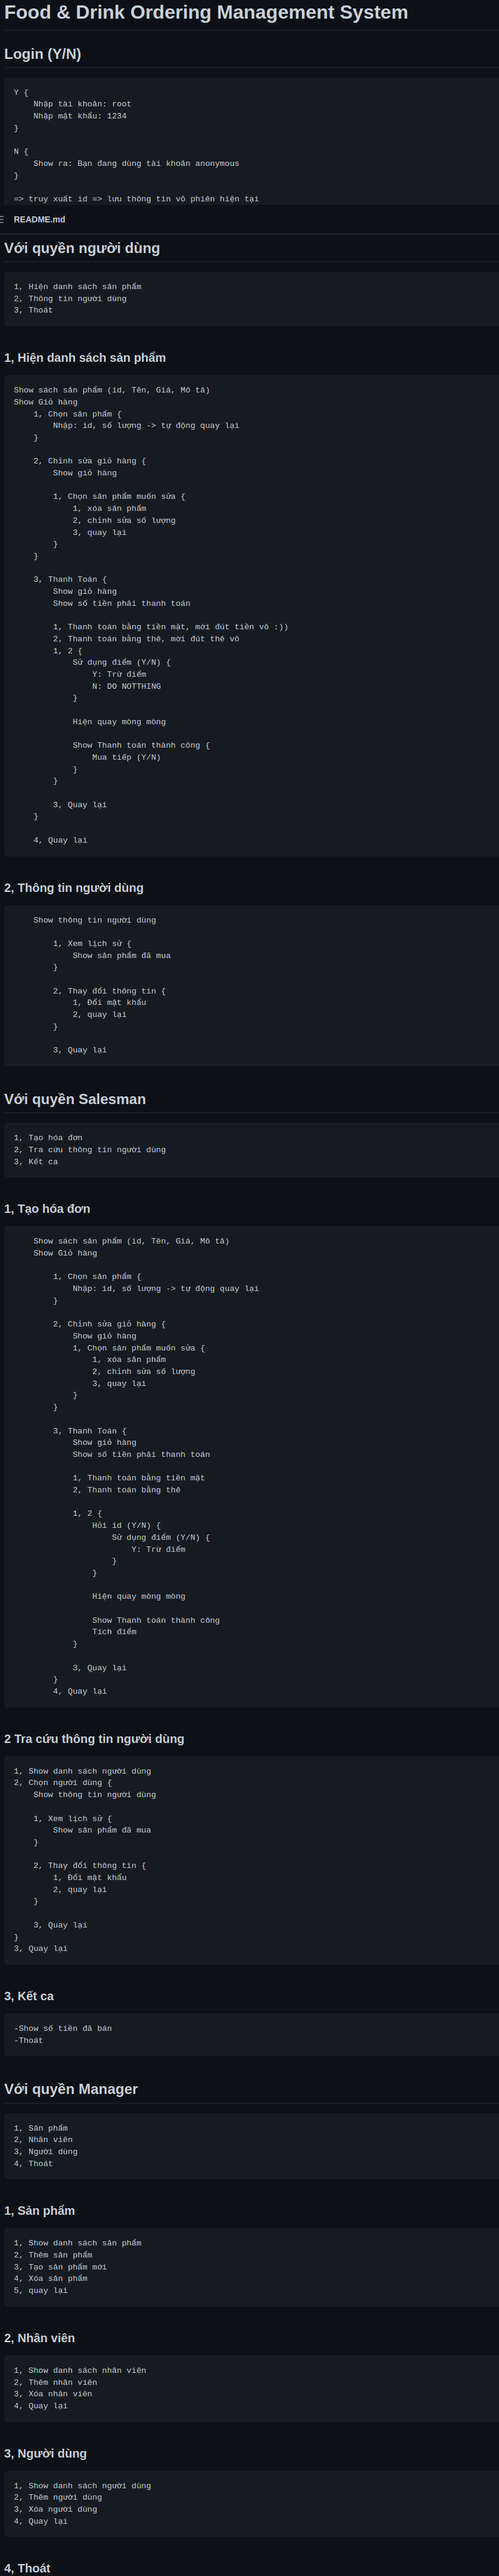 Food & Drink Ordering Management System
Login (Y/N)
Y {
Nhập tài khoản: root
Nhập mật khẩu: 1234
}
N {
Show ra: Bạn đang dùng tài khoản anonymous
}
=> truy xuất id => lưu thông tin vô phiên hiện tại
README.md
Với quyền người dùng
1, Hiện danh sách sản phẩm
2, Thông tin người dùng
3, Thoát
1, Hiện danh sách sản phẩm
Show sách sản phẩm (id, Tên, Giá, Mô tả)
Show Giỏ hàng
1, Chọn sản phẩm {
Nhập: id, số lượng -> tự động quay lại
}
2, Chỉnh sửa giỏ hàng {
Show giỏ hàng
1, Chọn sản phẩm muốn sửa {
1, xóa sản phẩm
2, chỉnh sửa số lượng
3, quay lại
}
}
3, Thanh Toán {
Show giỏ hàng
Show số tiền phải thanh toán
1, Thanh toán bằng tiền mặt, mời đút tiền vô :))
2, Thanh toán bằng thẻ, mời đút thẻ vô
1, 2 {
Sử dụng điểm (Y/N) {
Y: Trừ điểm
N: DO NOTTHING
}
Hiện quay mòng mòng
Show Thanh toán thành công {
Mua tiếp (Y/N)
}
}
3, Quay lại
}
4, Quay lại
2, Thông tin người dùng
Show thông tin người dùng
1, Xem lịch sử {
Show sản phẩm đã mua
}
2, Thay đổi thông tin {
1, Đổi mật khẩu
2, quay lại
}
3, Quay lại
Với quyền Salesman
1, Tạo hóa đơn
2, Tra cứu thông tin người dùng
3, Kết ca
1, Tạo hóa đơn
Show sách sản phẩm (id, Tên, Giá, Mô tả)
Show Giỏ hàng
1, Chọn sản phẩm {
Nhập: id, số lượng -> tự động quay lại
}
2, Chỉnh sửa giỏ hàng {
Show giỏ hàng
1, Chọn sản phẩm muốn sửa {
1, xóa sản phẩm
2, chỉnh sửa số lượng
3, quay lại
}
}
3, Thanh Toán {
Show giỏ hàng
Show số tiền phải thanh toán
1, Thanh toán bằng tiền mặt
2, Thanh toán bằng thẻ
1, 2 {
Hỏi id (Y/N) {
Sử dụng điểm (Y/N) {
Y: Trừ điểm
}
}
Hiện quay mòng mòng
Show Thanh toán thành công
Tích điểm
}
3, Quay lại
}
4, Quay lại
2 Tra cứu thông tin người dùng
1, Show danh sách người dùng
2, Chọn người dùng {
Show thông tin người dùng
1, Xem lịch sử {
Show sản phẩm đã mua
}
2, Thay đổi thông tin {
1, Đổi mật khẩu
2, quay lại
}
3, Quay lại
}
3, Quay lại
3, Kết ca
-Show số tiền đã bán
-Thoát
Với quyền Manager
1, Sản phẩm
2, Nhân viên
3, Người dùng
4, Thoát
1, Sản phẩm
1, Show danh sách sản phẩm
2, Thêm sản phẩm
3, Tạo sản phẩm mới
4, Xóa sản phẩm
5, quay lại
2, Nhân viên
1, Show danh sách nhân viên
2, Thêm nhân viên
3, Xóa nhân viên
4, Quay lại
3, Người dùng
1, Show danh sách người dùng
2, Thêm người dùng
3, Xóa người dùng
4, Quay lại
4, Thoát